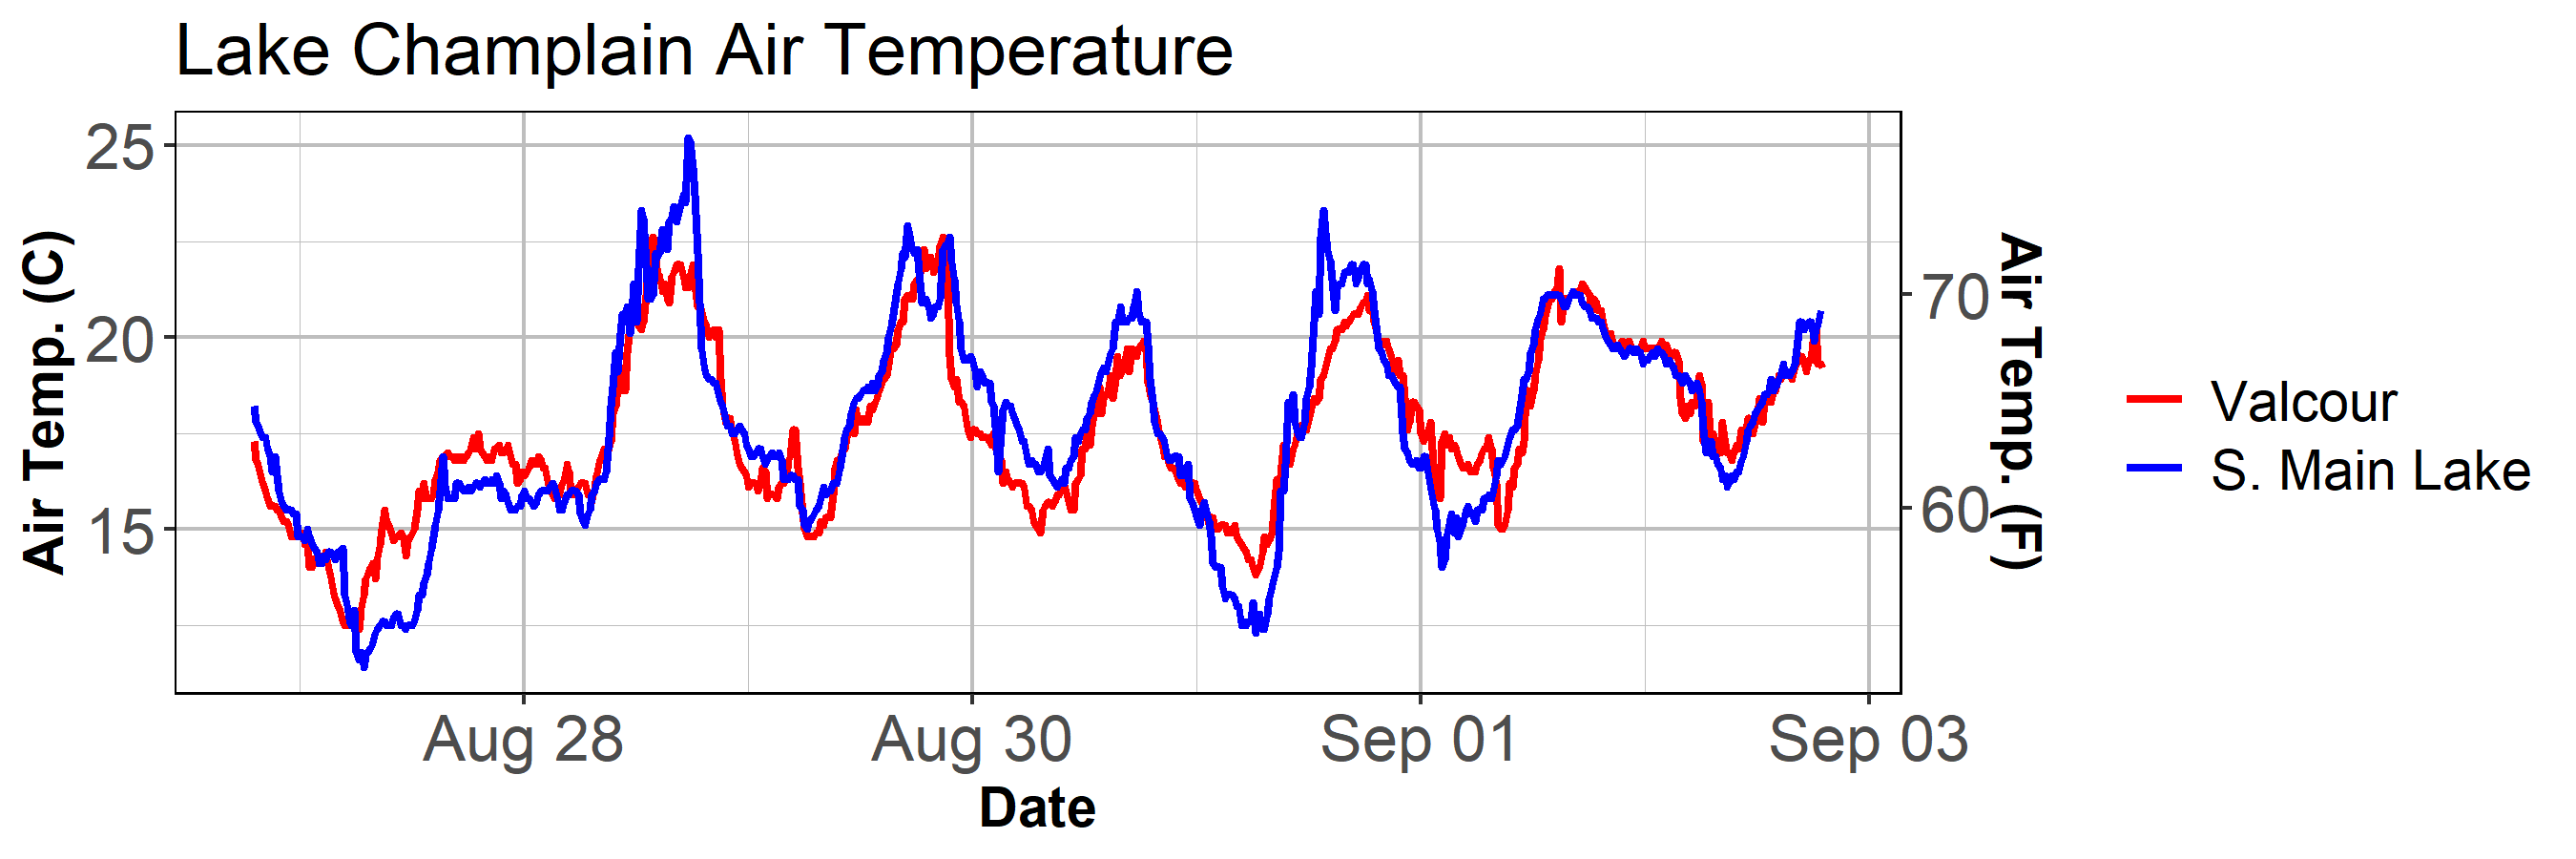 Lake Champlain Air Temperature
Air Temp. (C)
25
20
15
70
60
Air Temp. (F)
Aug 28
Aug 30
Sep 01
Sep 03
Date
Valcour
S. Main Lake